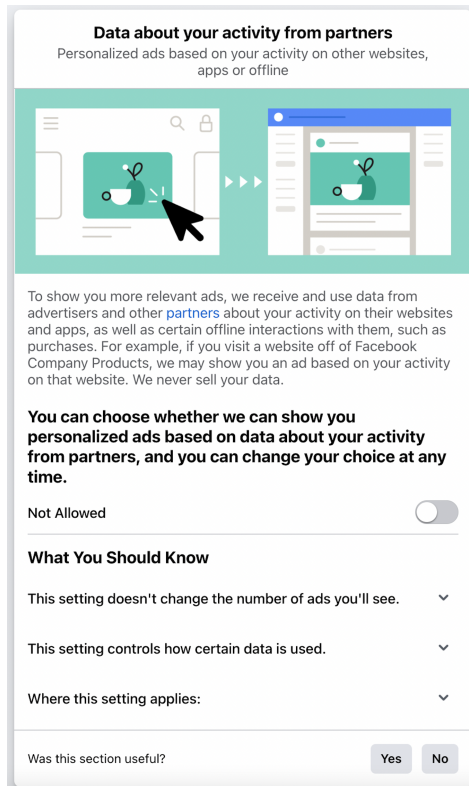 Data about your activity from partners
Personalized ads based on your activity on other websites,
apps or offline
To show you more relevant ads, we receive and use data from
advertisers and other partners about your activity on their websites
and apps, as well as certain offline interactions with them, such as
purchases. For example, if you visit a website off of Facebook
Company Products, we may show you an ad based on your activity
on that website. We never sell your data.
You can choose whether we can show you
personalized ads based on data about your activity
from partners, and you can change your choice at any
time.
Not Allowed
What You Should Know
This setting doesn't change the number of ads you'll see.
This setting controls how certain data is used.
Where this setting applies:
Was this section useful? Yes No